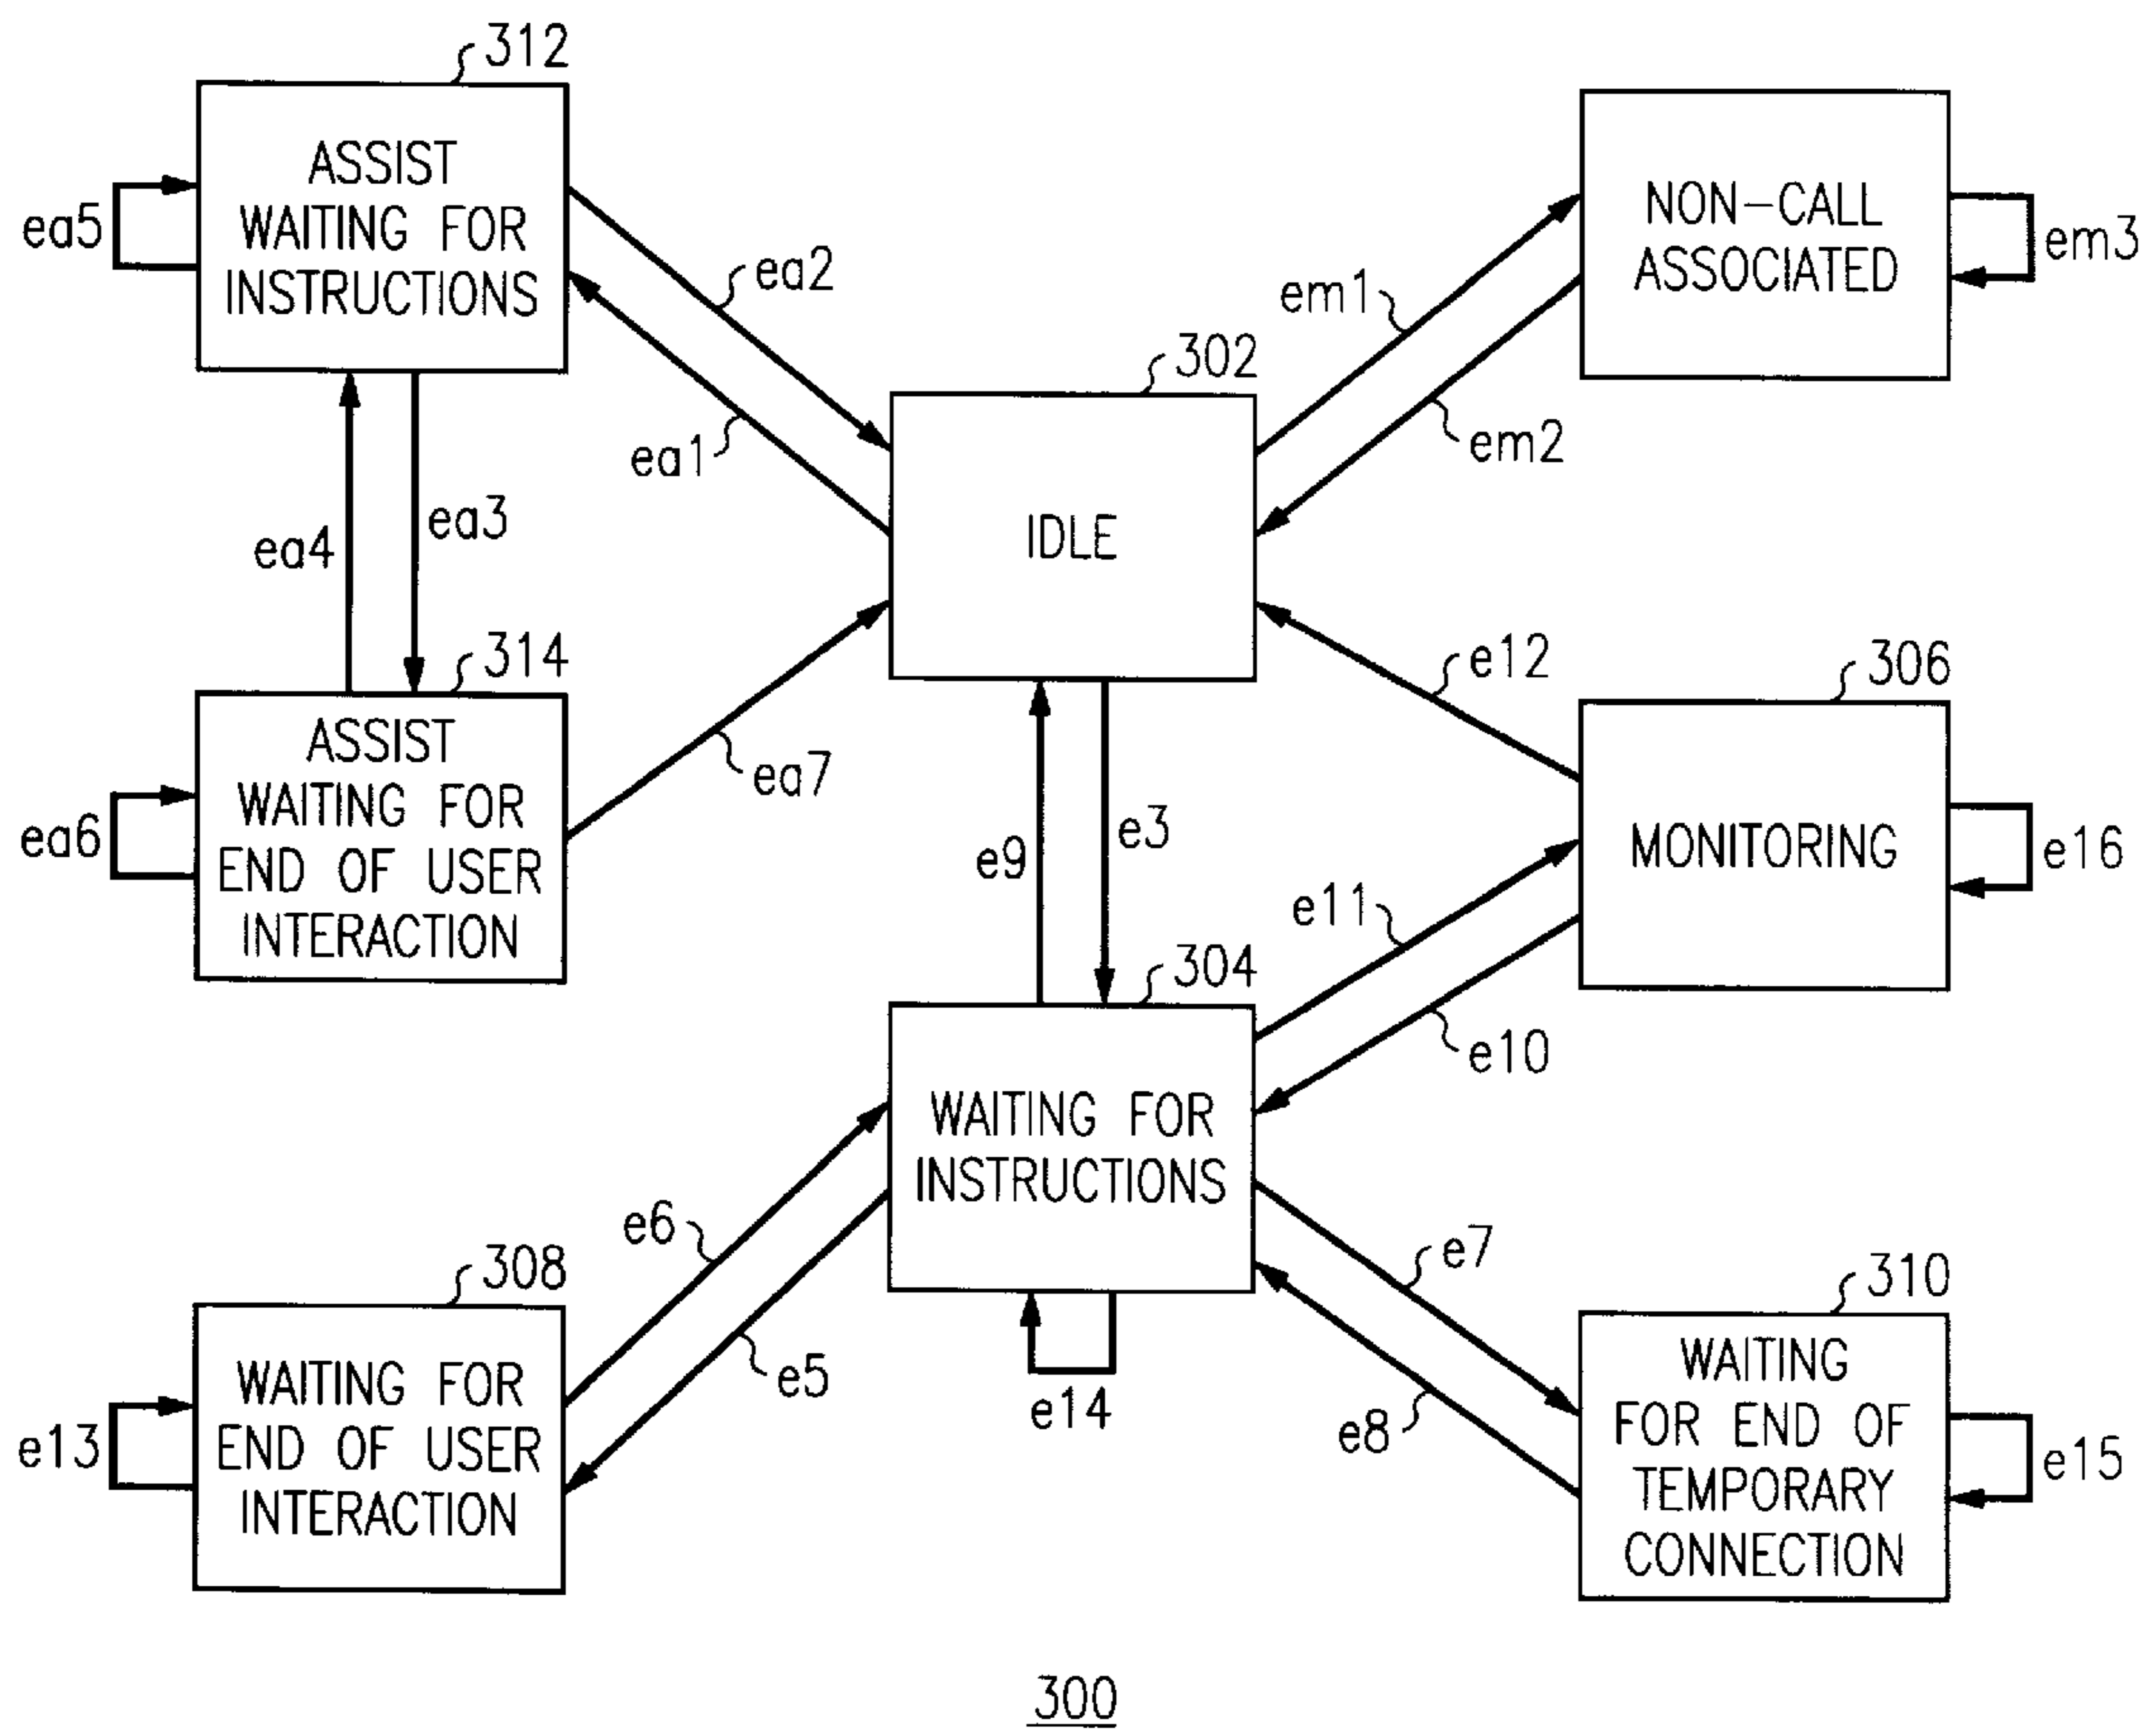 312
ASSIST
WAITING FOR
INSTRUCTIONS
ea5
ea2
ea1
NON-CALL
ASSOCIATED
em3
em1
em2
302
IDLE
ea4
ea3
314
ASSIST
WAITING FOR
END OF USER
INTERACTION
ea6
ea7
e9
e3
e12
306
MONITORING
e16
e11
e10
304
WAITING FOR
INSTRUCTIONS
e14
e6
e5
308
WAITING FOR
END OF USER
INTERACTION
e13
e7
e8
310
WAITING
FOR END OF
TEMPORARY
CONNECTION
e15
300